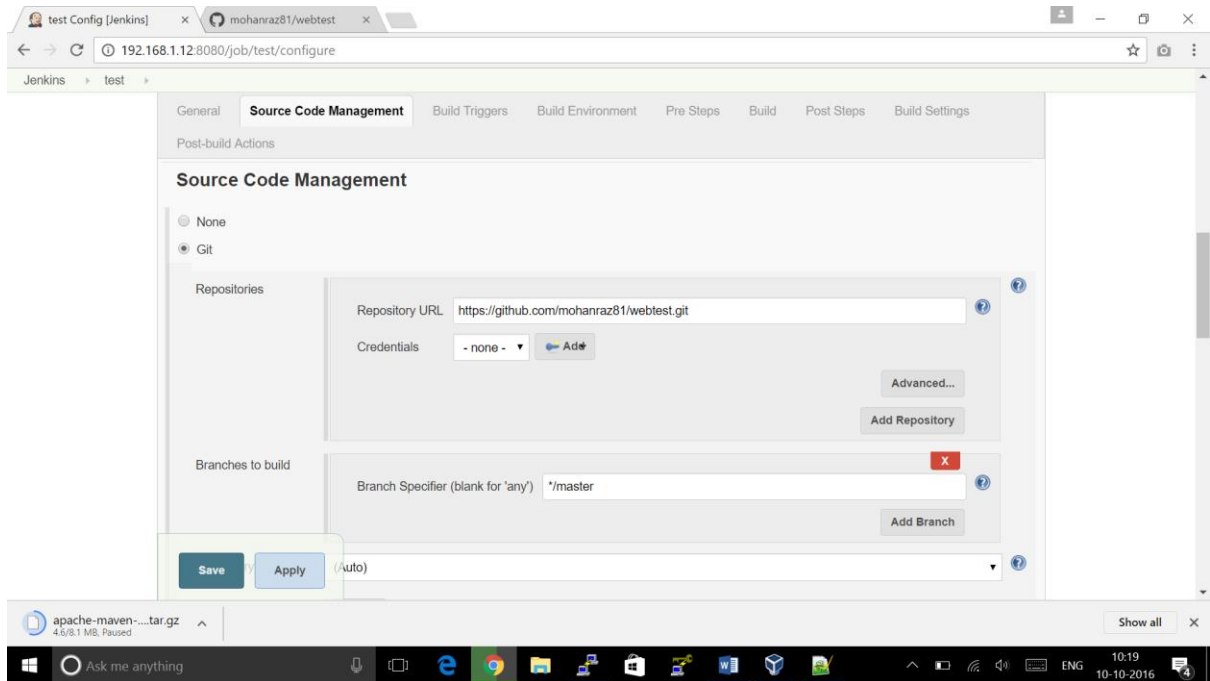 test Config [Jenkins]
mohanraz81/webtest
192.168.1.12:8080/job/test/configure
Jenkins test
General Source Code Management Build Triggers Build Environment Pre Steps Build Post Steps Build Settings
Post-build Actions
Source Code Management
None
Git
Repositories
Repository URL https://github.com/mohanraz81/webtest.git
Credentials - none - Add
Advanced...
Add Repository
Branches to build
X
Branch Specifier (blank for 'any') */master
Add Branch
Save Apply (Auto)
apache-maven-....tar.gz
4.6/8.1 MB, Paused
Show all
Ask me anything
ENG
10:19
10-10-2016
4